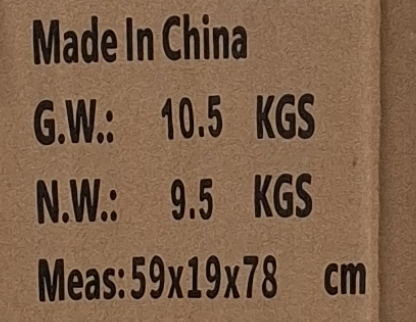 Made In China
G.W.: 10.5 KGS
N.W.: 9.5 KGS
Meas: 59x19x78 cm